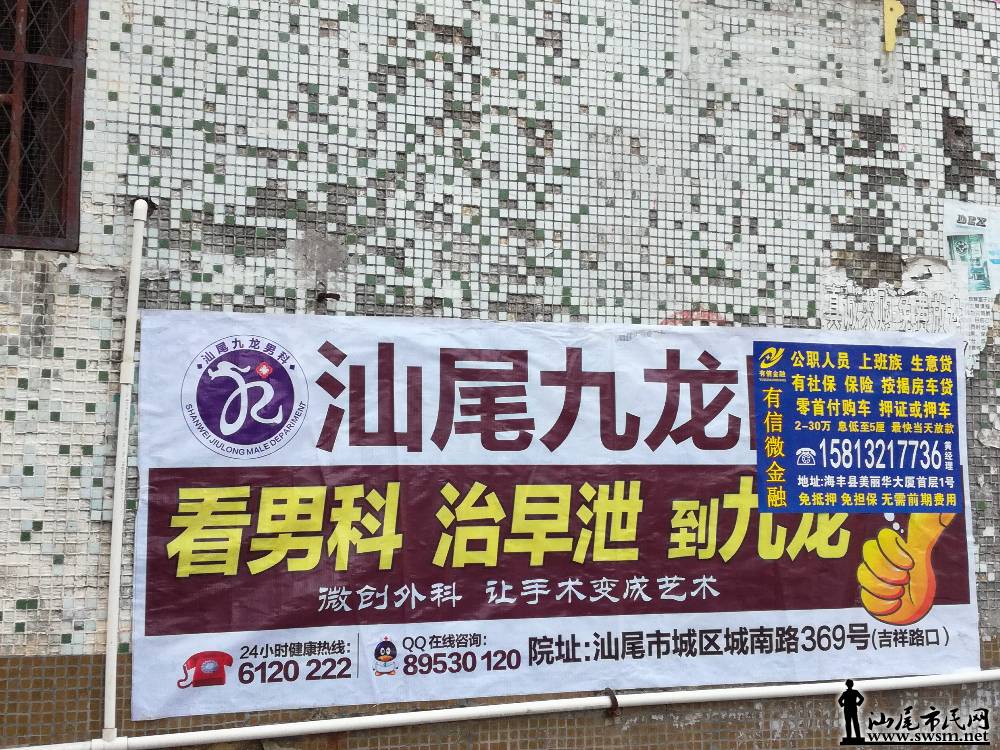 汕尾九龙男科
SHANWEI JIULONG MALE DEPARTMENT
汕尾九龙
看男科 治早泄 到九龙
微创外科 让手术变成艺术
24小时健康热线:
6120 222
QQ在线咨询:
89530 120
院址:汕尾市城区城南路369号(吉祥路口)
有信金融
有信微金融
公职人员 上班族 生意贷
有社保 保险 按揭房车贷
零首付购车 押证或押车
2-30万 息低至5厘 最快当天放款
15813217736
黄经理
地址:海丰县美丽华大厦首层1号
免抵押 免担保 无需前期费用
DEX
汕尾市民网
www.swsm.net